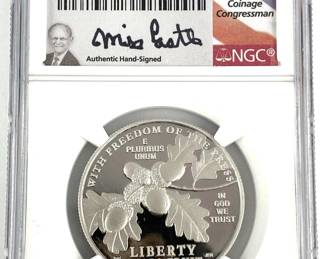 Coinage
Congressman
Authentic Hand-Signed
NGC®
WITH FREEDOM OF THE PRESS
E
PLURIBUS
UNUM
IN
GOD
WE
TRUST
LIBERTY